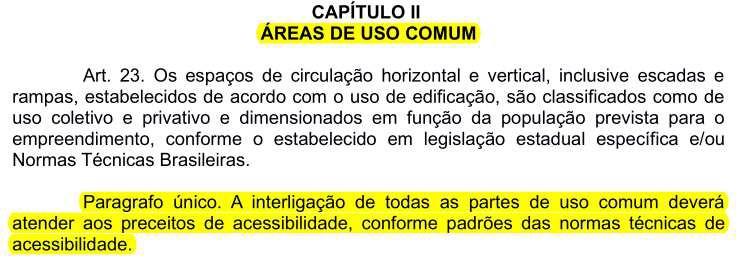 CAPÍTULO II
ÁREAS DE USO COMUM
Art. 23. Os espaços de circulação horizontal e vertical, inclusive escadas e
rampas, estabelecidos de acordo com o uso de edificação, são classificados como de
uso coletivo e privativo e dimensionados em função da população prevista para o
empreendimento, conforme o estabelecido em legislação estadual específica e/ou
Normas Técnicas Brasileiras.
Paragrafo único. A interligação de todas as partes de uso comum deverá
atender aos preceitos de acessibilidade, conforme padrões das normas técnicas de
acessibilidade.